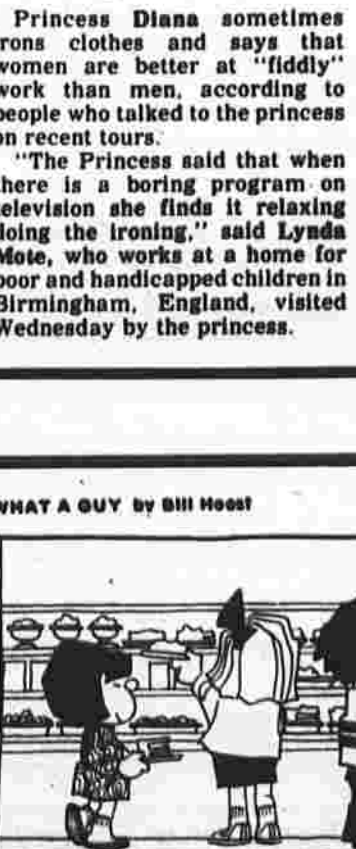 Princess Diana sometimes
rons clothes and says that
women are better at "fiddly"
work than men, according to
people who talked to the princess
on recent tours.
"The Princess said that when
here is a boring program on
elevision she finds it relaxing
doing the ironing," said Lynda
Mote, who works at a home for
poor and handicapped children in
Birmingham, England, visited
Wednesday by the princess.
WHAT A GUY by Bill Hoest